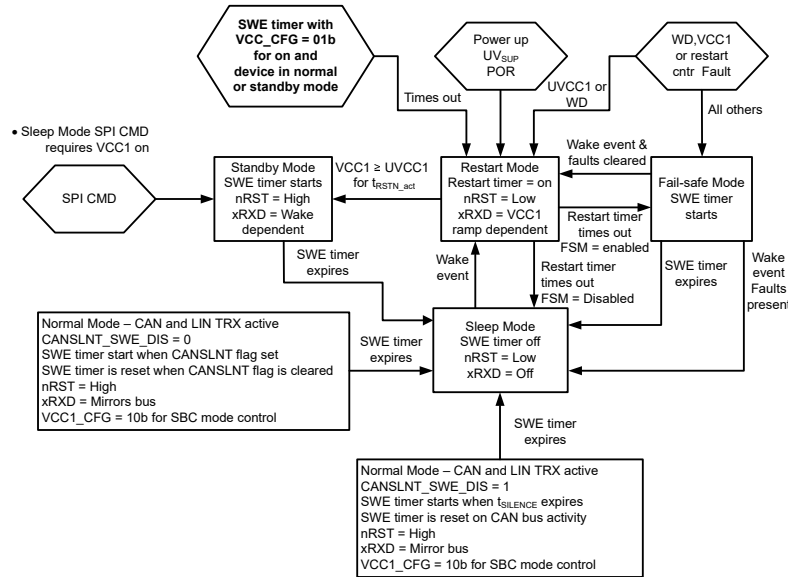 SWE timer with
VCC_CFG = 01b
for on and
device in normal
or standby mode
Power up
UVSUP
POR
WD,VCC1
or restart
cntr Fault
Times out
UVCC1 or
WD
All others
• Sleep Mode SPI CMD
requires VCC1 on
SPI CMD
Standby Mode
SWE timer starts
nRST = High
xRXD = Wake
dependent
VCC1 ≥ UVCC1
for tRSTN_act
Restart Mode
Restart timer = on
nRST = Low
xRXD = VCC1
ramp dependent
Wake event &
faults cleared
Restart timer
times out
FSM = enabled
Fail-safe Mode
SWE timer
starts
SWE timer
expires
Wake
event
Restart timer
times out
FSM = Disabled
SWE timer
expires
Wake
event
Faults
present
Sleep Mode
SWE timer off
nRST = Low
xRXD = Off
Normal Mode – CAN and LIN TRX active
CANSLNT_SWE_DIS = 0
SWE timer start when CANSLNT flag set
SWE timer is reset when CANSLNT flag is cleared
nRST = High
xRXD = Mirrors bus
VCC1_CFG = 10b for SBC mode control
SWE timer
expires
SWE timer
expires
Normal Mode – CAN and LIN TRX active
CANSLNT_SWE_DIS = 1
SWE timer starts when tSILENCE expires
SWE timer is reset on CAN bus activity
nRST = High
xRXD = Mirror bus
VCC1_CFG = 10b for SBC mode control